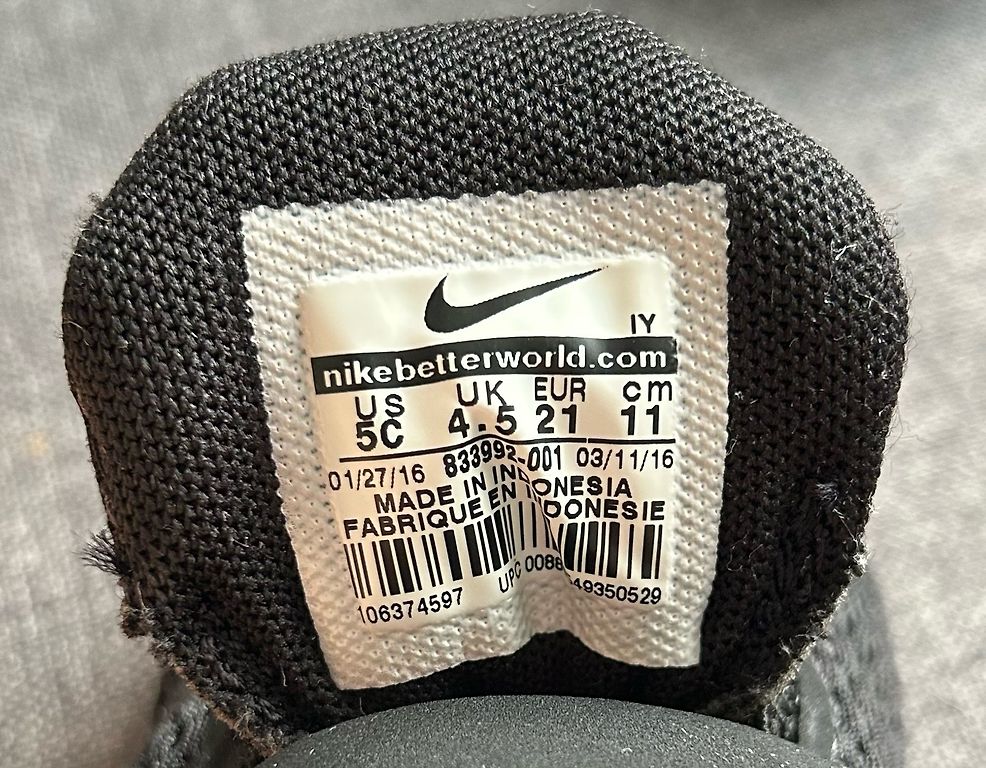 IY
nikebetterworld.com
US UK EUR cm
5C 4.5 21 11
01/27/16 833992-001 03/11/16
MADE IN INDONESIA
FABRIQUE EN INDONESIE
106374597 UPC 49350529